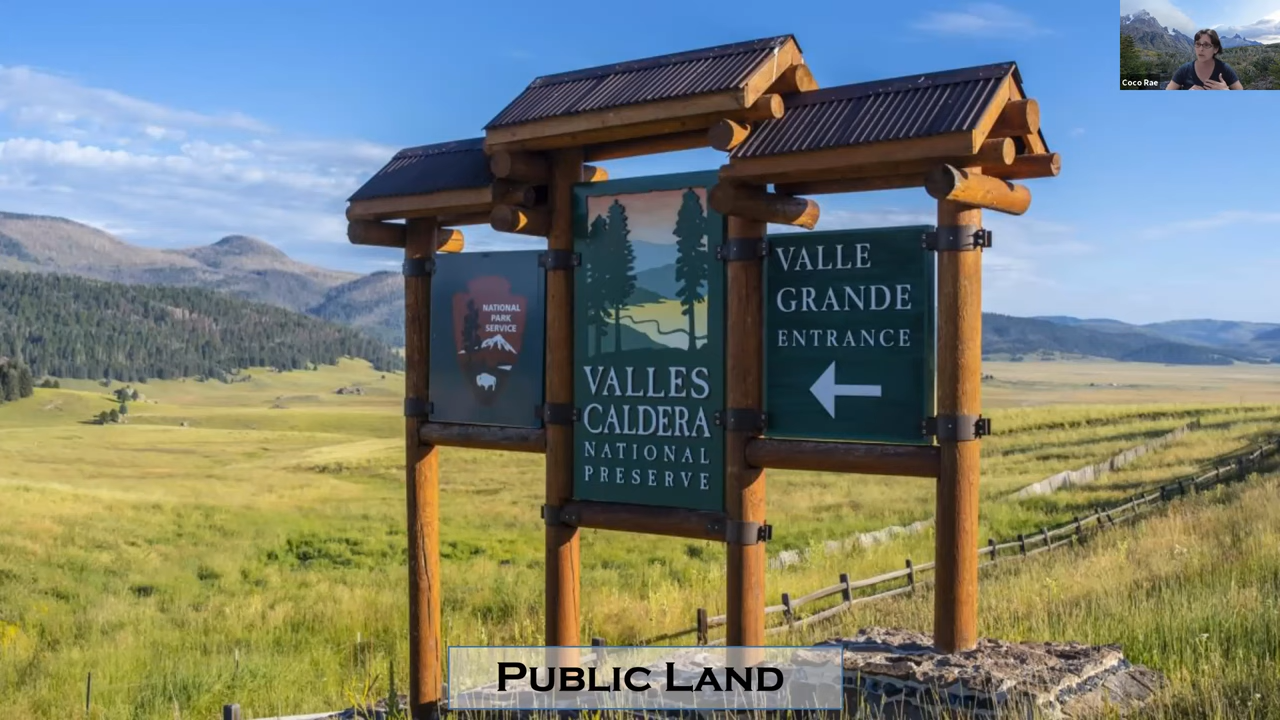 Coco Rae
NATIONAL
PARK
SERVICE
VALLES
CALDERA
NATIONAL
PRESERVE
VALLE
GRANDE
ENTRANCE
PUBLIC LAND